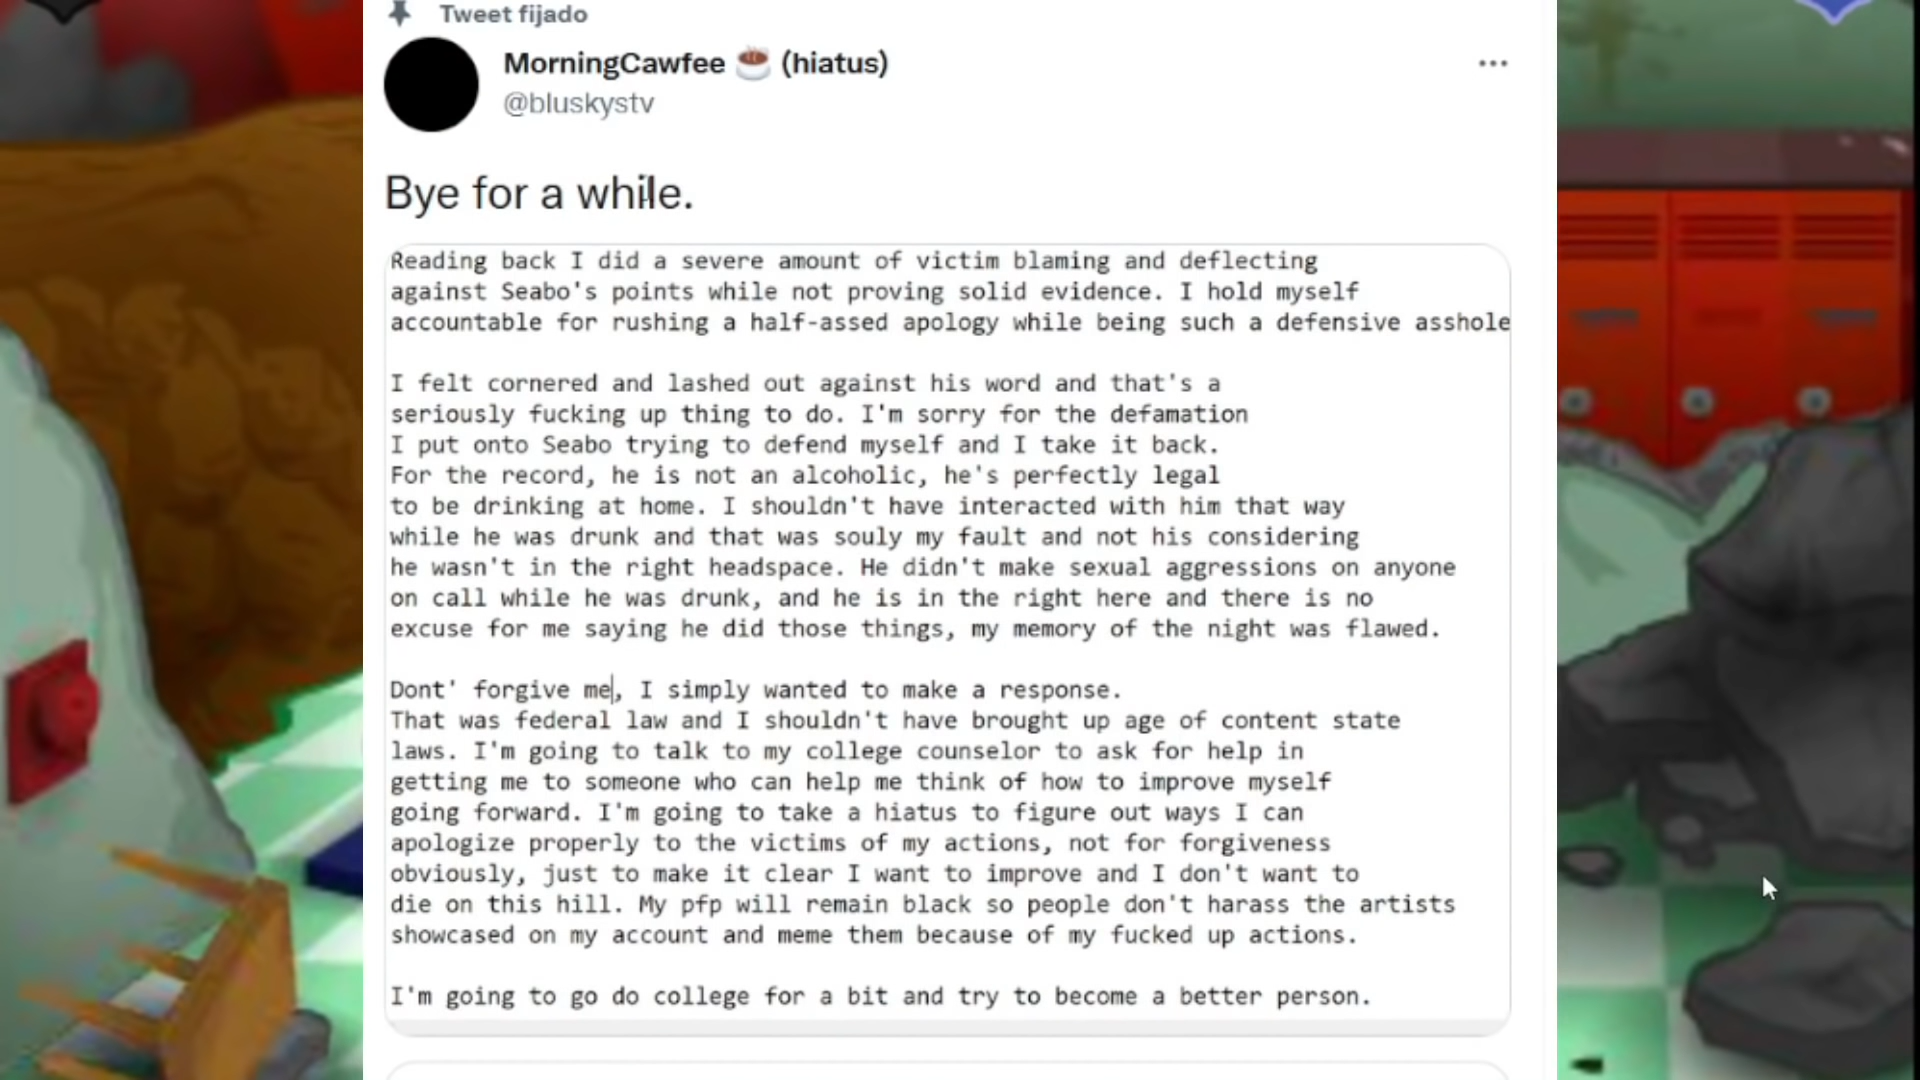 Tweet fijado
MorningCawfee ☕ (hiatus)
@bluskystv
Bye for a while.
Reading back I did a severe amount of victim blaming and deflecting
against Seabo's points while not proving solid evidence. I hold myself
accountable for rushing a half-assed apology while being such a defensive asshole
I felt cornered and lashed out against his word and that's a
seriously fucking up thing to do. I'm sorry for the defamation
I put onto Seabo trying to defend myself and I take it back.
For the record, he is not an alcoholic, he's perfectly legal
to be drinking at home. I shouldn't have interacted with him that way
while he was drunk and that was souly my fault and not his considering
he wasn't in the right headspace. He didn't make sexual aggressions on anyone
on call while he was drunk, and he is in the right here and there is no
excuse for me saying he did those things, my memory of the night was flawed.
Dont' forgive me, I simply wanted to make a response.
That was federal law and I shouldn't have brought up age of content state
laws. I'm going to talk to my college counselor to ask for help in
getting me to someone who can help me think of how to improve myself
going forward. I'm going to take a hiatus to figure out ways I can
apologize properly to the victims of my actions, not for forgiveness
obviously, just to make it clear I want to improve and I don't want to
die on this hill. My pfp will remain black so people don't harass the artists
showcased on my account and meme them because of my fucked up actions.
I'm going to go do college for a bit and try to become a better person.